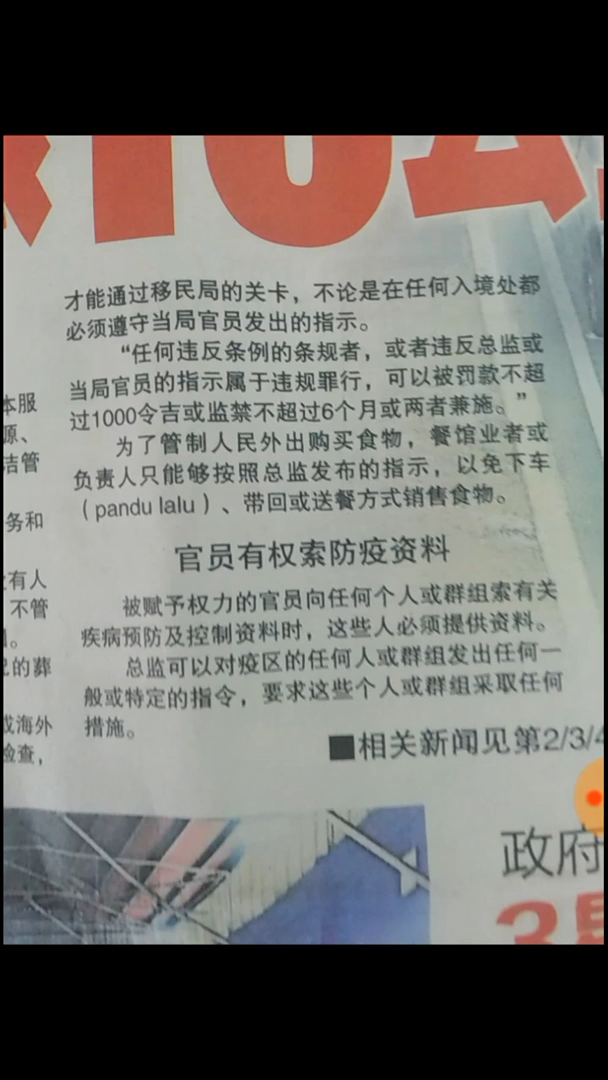 10公
才能通过移民局的关卡，不论是在任何入境处都
必须遵守当局官员发出的指示。
“任何违反条例的条规者，或者违反总监或
当局官员的指示属于违规罪行，可以被罚款不超
过1000令吉或监禁不超过6个月或两者兼施。”
为了管制人民外出购买食物，餐馆业者或
负责人只能够按照总监发布的指示，以免下车
（pandu lalu）、带回或送餐方式销售食物。
官员有权索防疫资料
被赋予权力的官员向任何个人或群组索有关
疾病预防及控制资料时，这些人必须提供资料。
总监可以对疫区的任何人或群组发出任何一
般或特定的指令，要求这些个人或群组采取任何
措施。
■相关新闻见第2/3/4
本服
源、
洁管
务和
有人
不管
的葬
或海外
检查，
政府
3